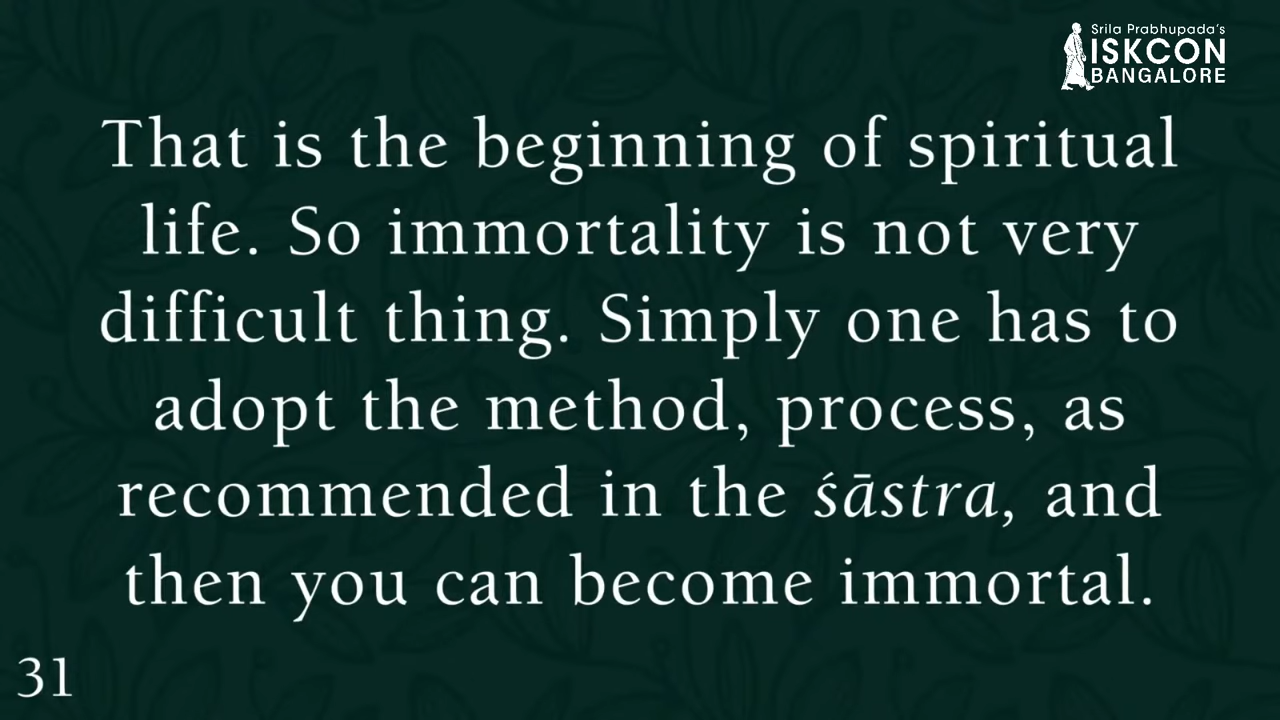 Srila Prabhupada's
ISKCON
BANGALORE
That is the beginning of spiritual
life. So immortality is not very
difficult thing. Simply one has to
adopt the method, process, as
recommended in the śāstra, and
then you can become immortal.
31